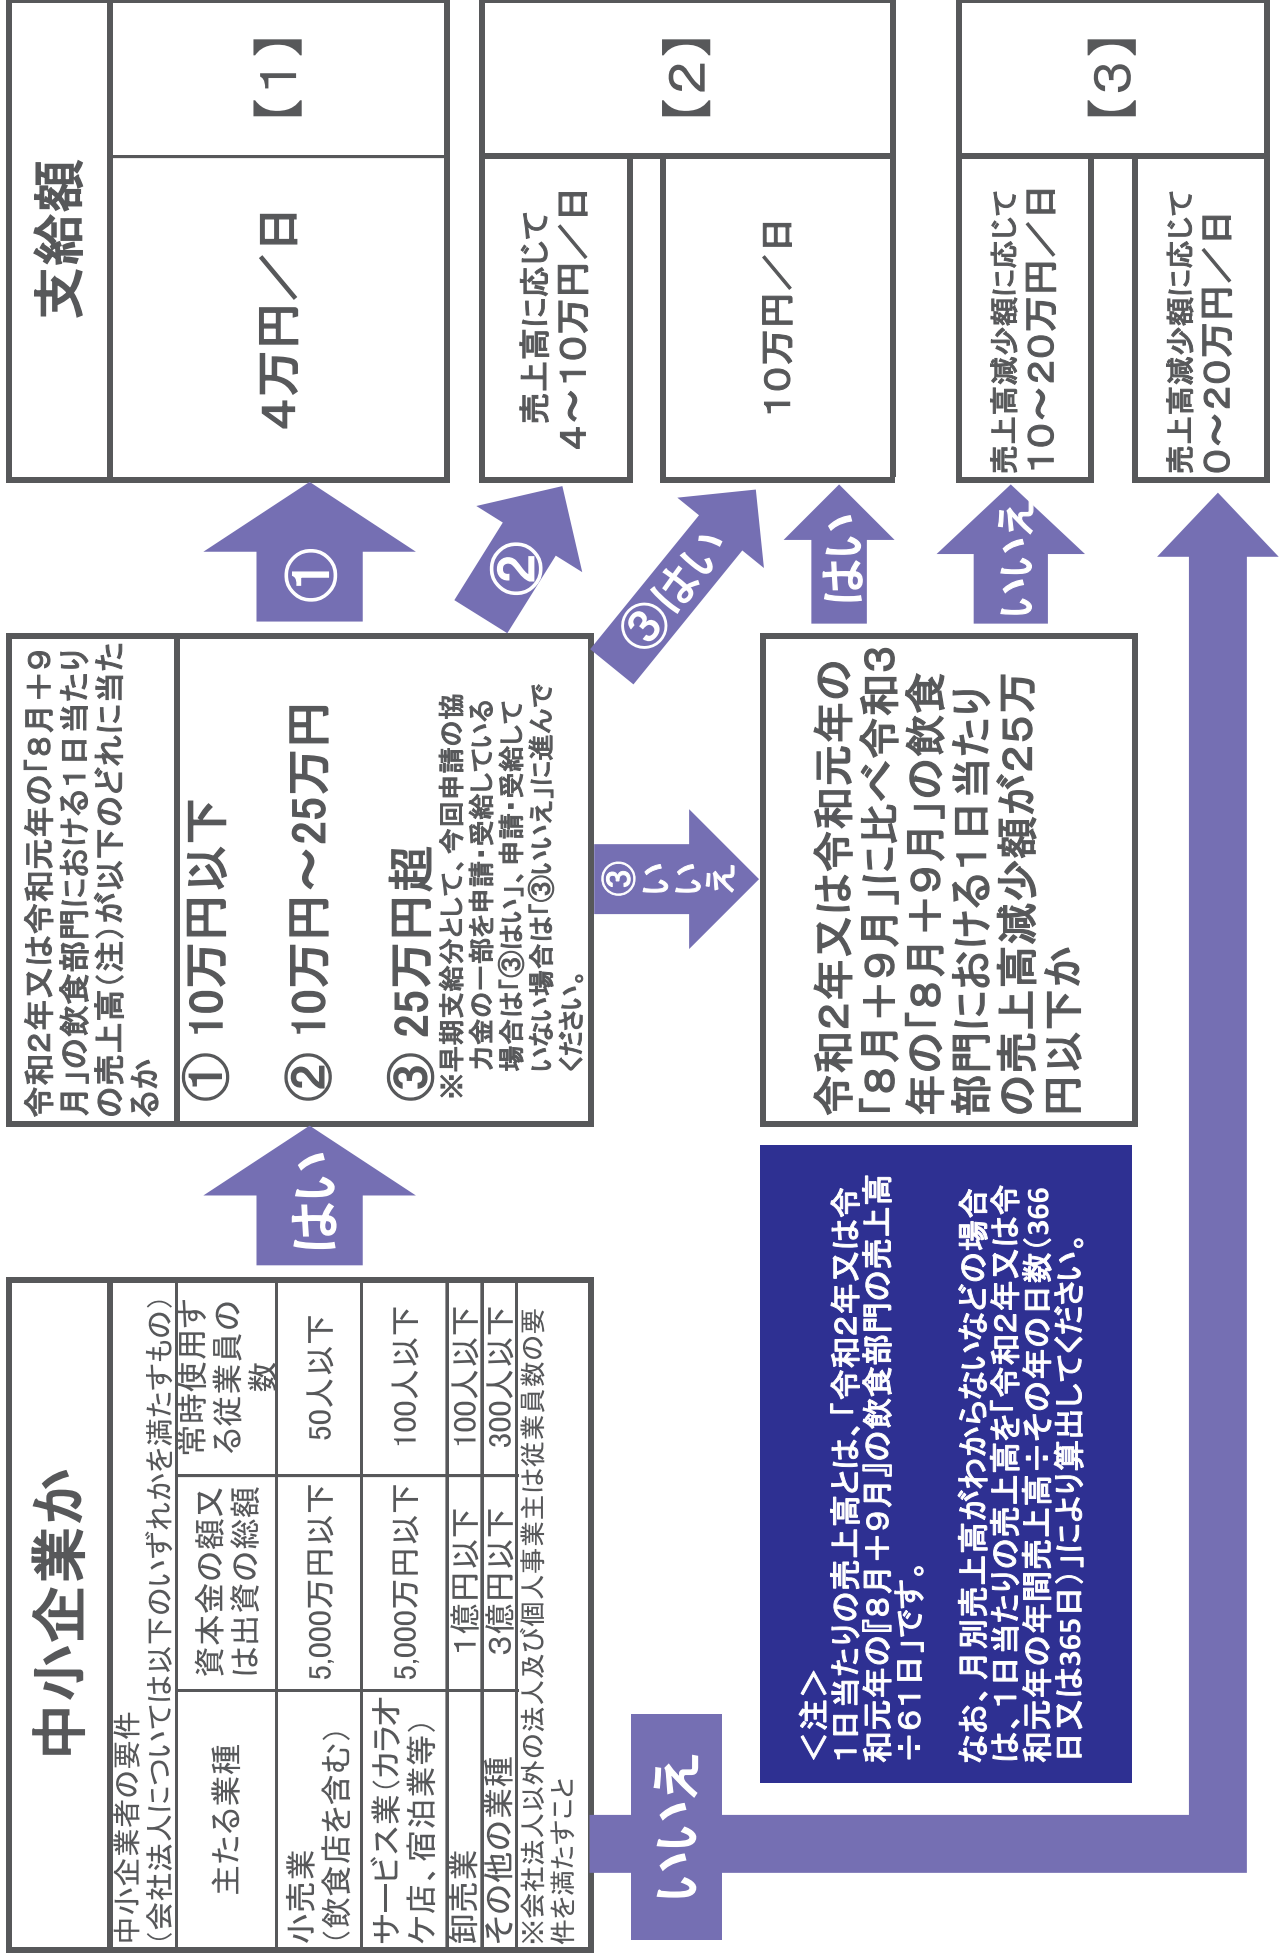 中小企業か
中小企業者の要件
（会社法人については以下のいずれかを満たすもの）
主たる業種
資本金の額又
は出資の総額
常時使用す
る従業員の
数
小売業
（飲食店を含む）
5,000万円以下
50人以下
サービス業（カラオ
ケ店、宿泊業等）
5,000万円以下
100人以下
卸売業
１億円以下
100人以下
その他の業種
３億円以下
300人以下
※会社法人以外の法人及び個人事業主は従業員数の要
件を満たすこと
はい
いいえ
令和２年又は令和元年の「８月＋９
月」の飲食部門における１日当たり
の売上高（注）が以下のどれに当た
るか
① 10万円以下
② 10万円～25万円
③ 25万円超
※早期支給分として、今回申請の協
力金の一部を申請・受給している
場合は「③はい」、申請・受給して
いない場合は「③いいえ」に進んで
ください。
①
②
③はい
③
いいえ
＜注＞
１日当たりの売上高とは、「令和２年又は令
和元年の『８月＋９月』の飲食部門の売上高
÷６１日」です。
なお、月別売上高がわからないなどの場合
は、１日当たりの売上高を「令和２年又は令
和元年の年間売上高÷その年の日数（366
日又は365日）」により算出してください。
令和２年又は令和元年の
「８月＋９月」に比べ令和３
年の「８月＋９月」の飲食
部門における１日当たり
の売上高減少額が２５万
円以下か
はい
いいえ
支給額
４万円／日
【１】
売上高に応じて
４～１０万円／日
１０万円／日
【２】
売上高減少額に応じて
１０～２０万円／日
売上高減少額に応じて
０～２０万円／日
【３】